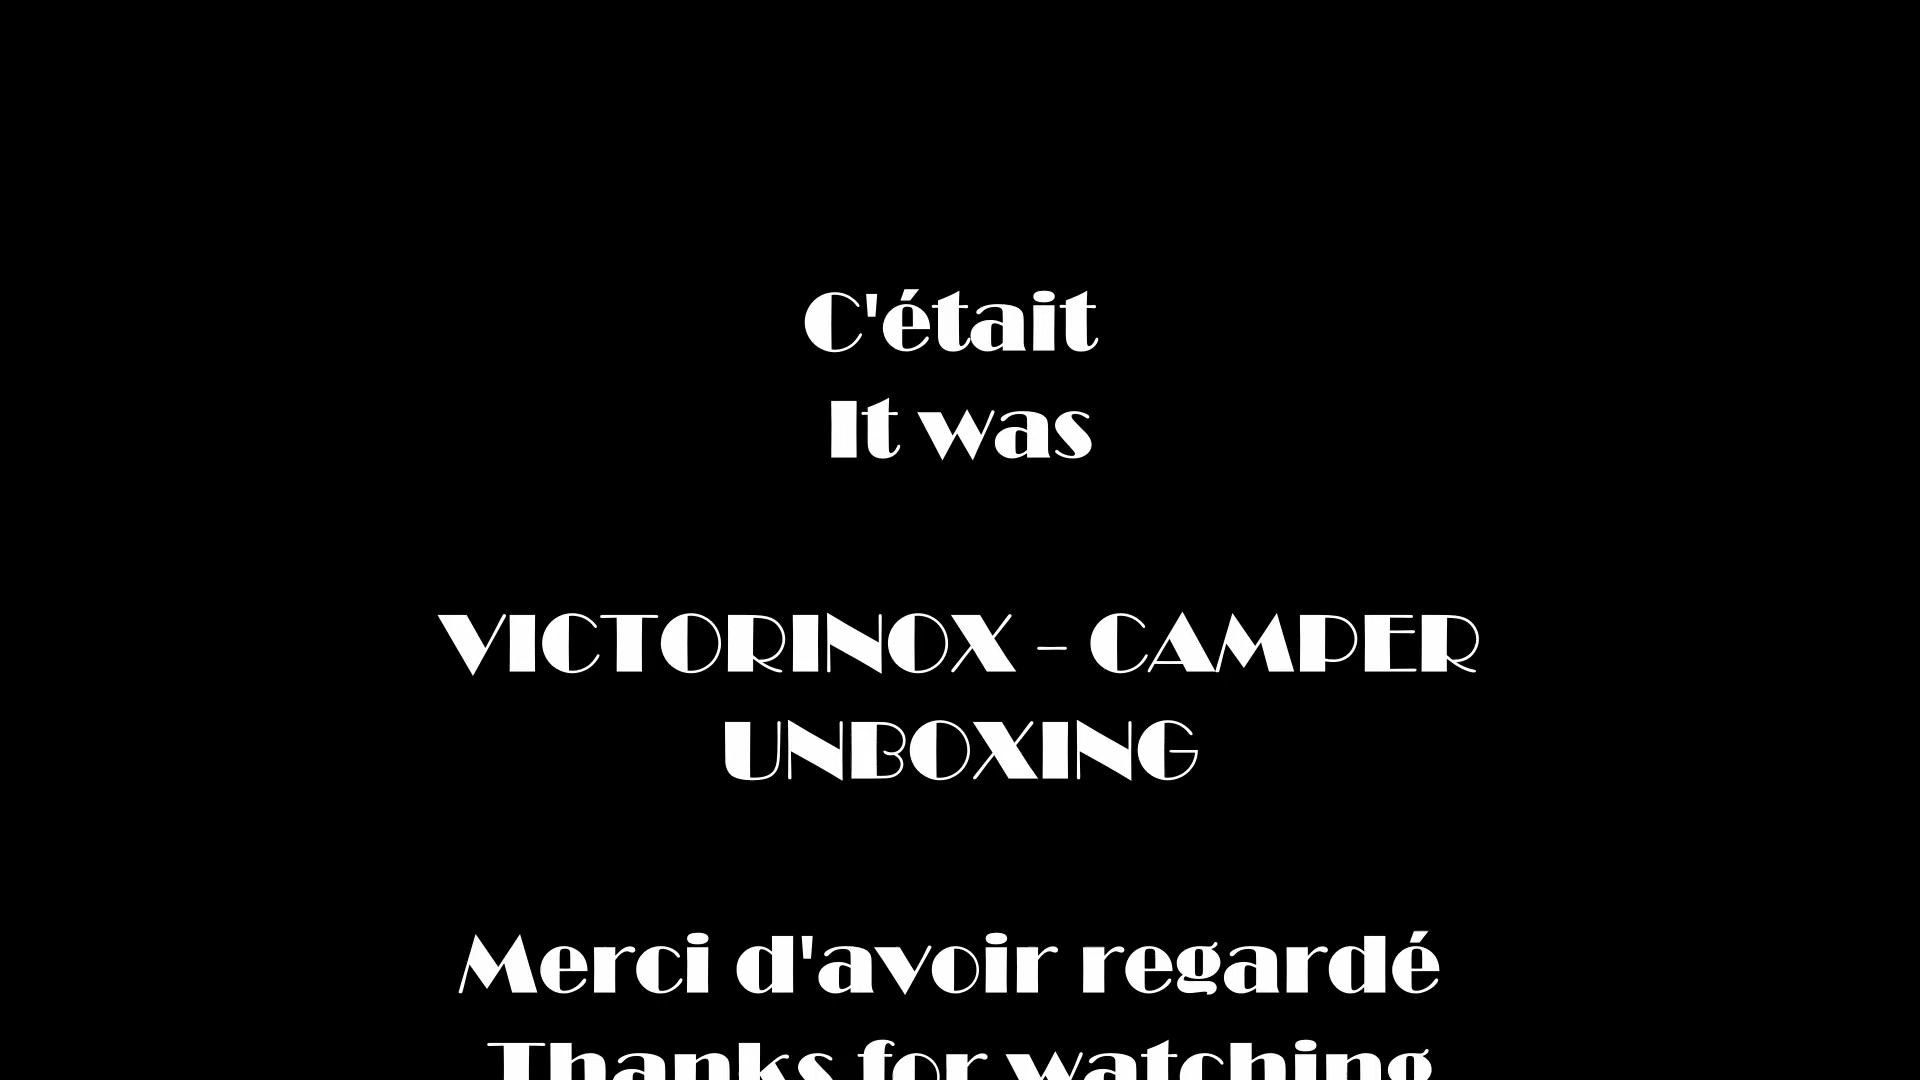 C'était
It was
VICTORINOX - CAMPER
UNBOXING
Merci d'avoir regardé
Thanks for watching